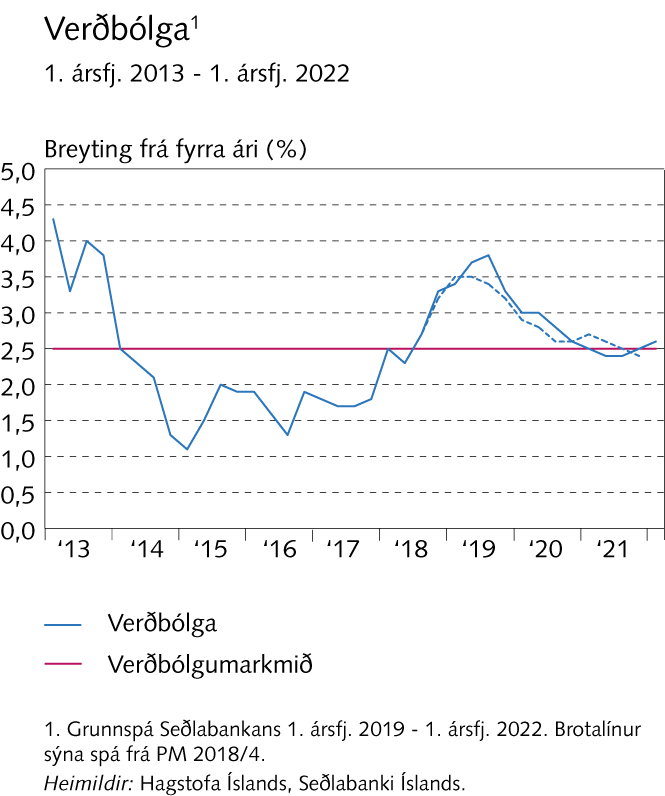 Verðbólga¹
1. ársfj. 2013 - 1. ársfj. 2022
Breyting frá fyrra ári (%)
5,0
4,5
4,0
3,5
3,0
2,5
2,0
1,5
1,0
0,5
0,0
‘13 ‘14 ‘15 ‘16 ‘17 ‘18 ‘19 ‘20 ‘21
Verðbólga
Verðbólgumarkmið
1. Grunnspá Seðlabankans 1. ársfj. 2019 - 1. ársfj. 2022. Brotalínur
sýna spá frá PM 2018/4.
Heimildir: Hagstofa Íslands, Seðlabanki Íslands.